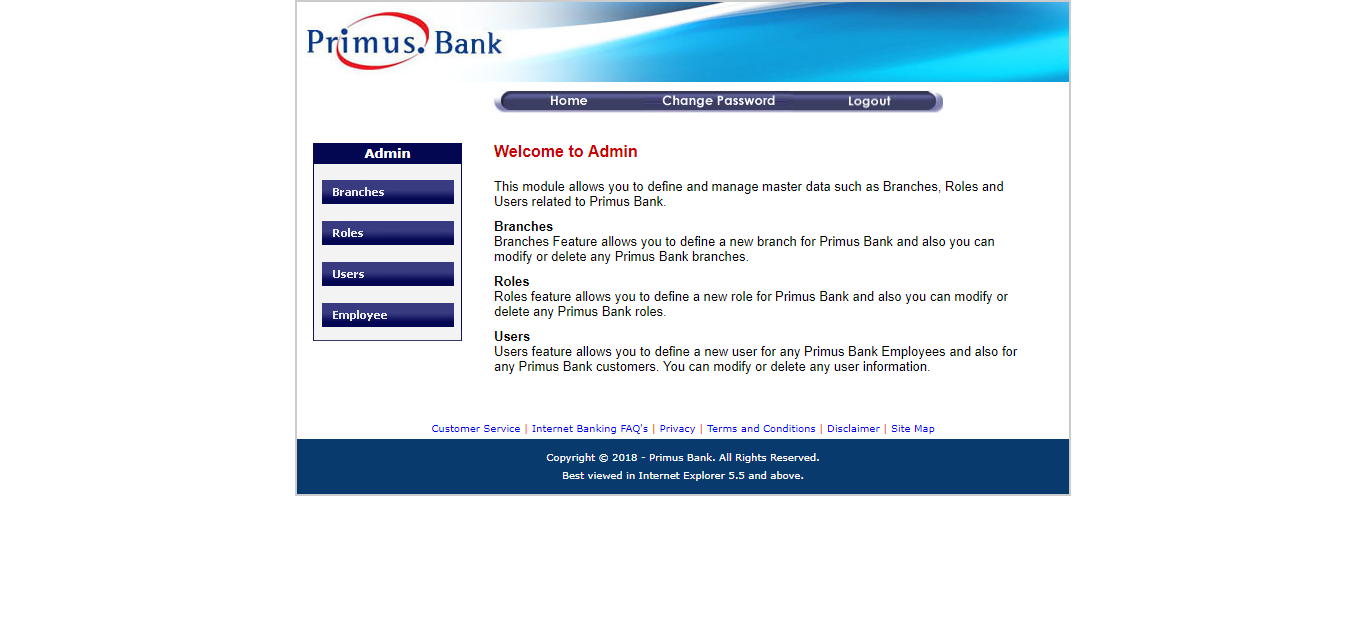 Primus. Bank
Home Change Password Logout
Admin
Branches
Roles
Users
Employee
Welcome to Admin
This module allows you to define and manage master data such as Branches, Roles and
Users related to Primus Bank.
Branches
Branches Feature allows you to define a new branch for Primus Bank and also you can
modify or delete any Primus Bank branches.
Roles
Roles feature allows you to define a new role for Primus Bank and also you can modify or
delete any Primus Bank roles.
Users
Users feature allows you to define a new user for any Primus Bank Employees and also for
any Primus Bank customers. You can modify or delete any user information.
Customer Service | Internet Banking FAQ's | Privacy | Terms and Conditions | Disclaimer | Site Map
Copyright © 2018 - Primus Bank. All Rights Reserved.
Best viewed in Internet Explorer 5.5 and above.